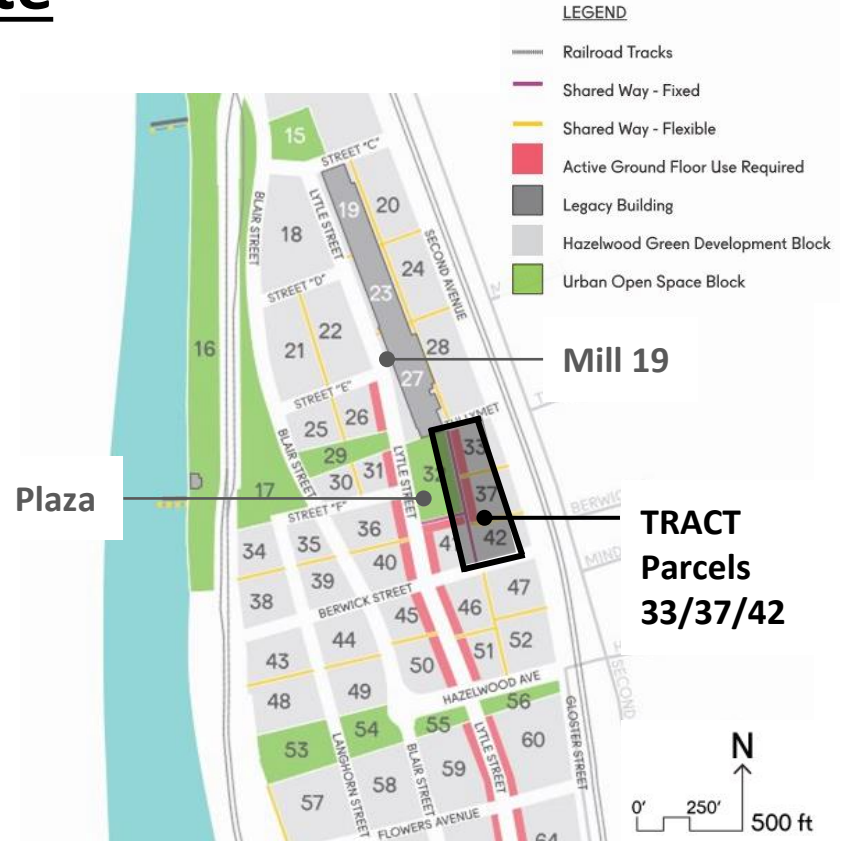 LEGEND
Railroad Tracks
Shared Way - Fixed
Shared Way - Flexible
Active Ground Floor Use Required
Legacy Building
Hazelwood Green Development Block
Urban Open Space Block
15
STREET "C"
BLAIR STREET
LYTLE STREET
19
20
18
SECOND AVENUE
24
STREET "D"
23
16
21
22
28
Mill 19
27
STREET "E"
25
26
33
29
BLAIR STREET
30
31
LYTLE STREET
32
17
37
Plaza
STREET "F"
36
41
42
TRACT
Parcels
33/37/42
34
35
40
38
39
BERWICK STREET
47
45
46
44
43
50
51
52
48
49
HAZELWOOD AVE
56
SECOND
54
55
53
LANGHORN STREET
BLAIR STREET
LYTLE STREET
GLOSTER STREET
60
59
58
57
FLOWERS AVENUE
64
N
0' 250' 500 ft